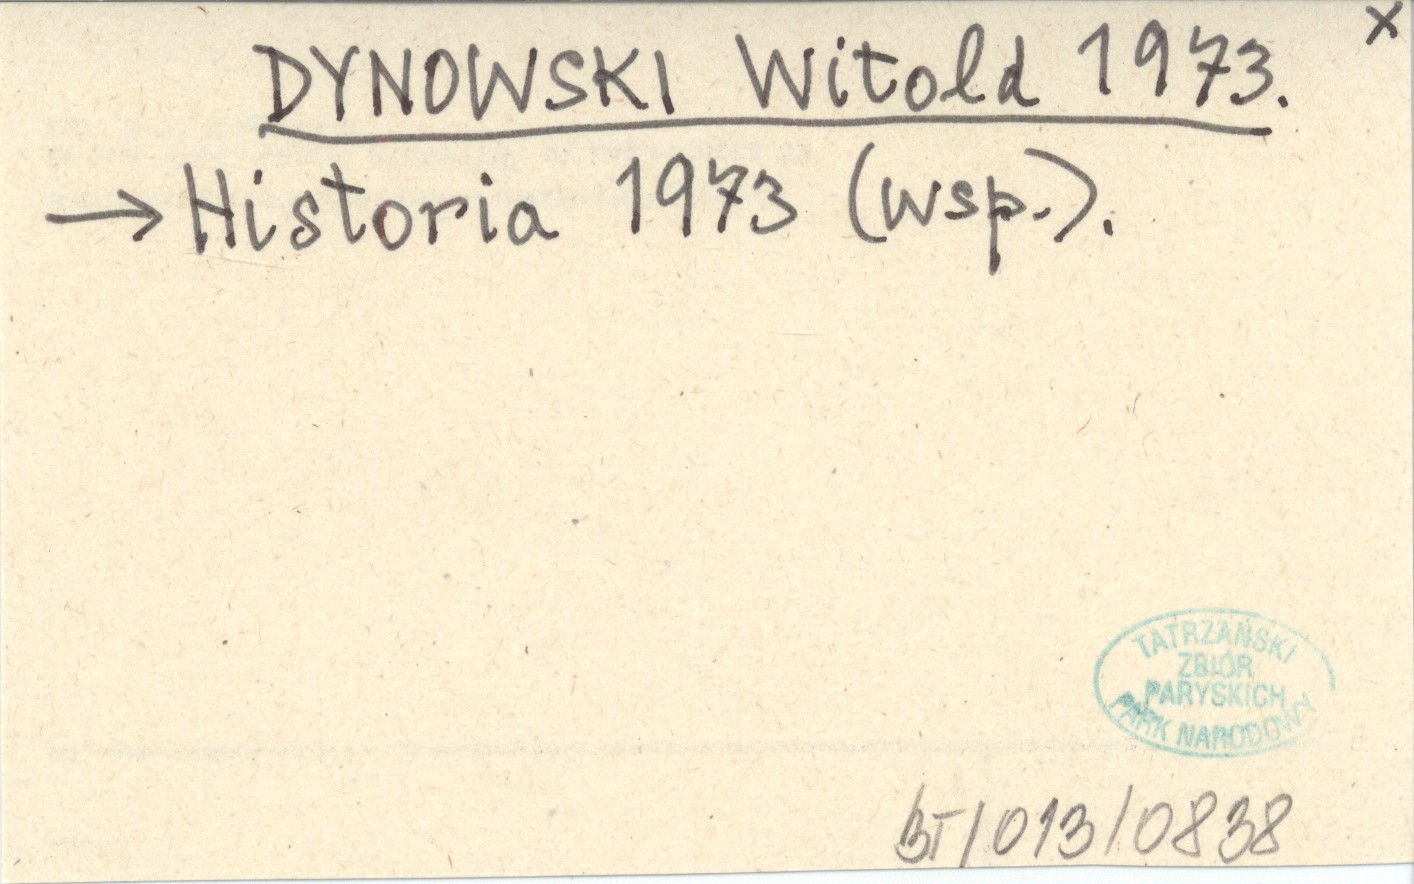 x
DYNOWSKI Witold 1973.
→ Historia 1973 (wsp.).
TATRZAŃSKI
ZBIÓR
PARYSKICH
PARK NARODOWY
BT/013/0838